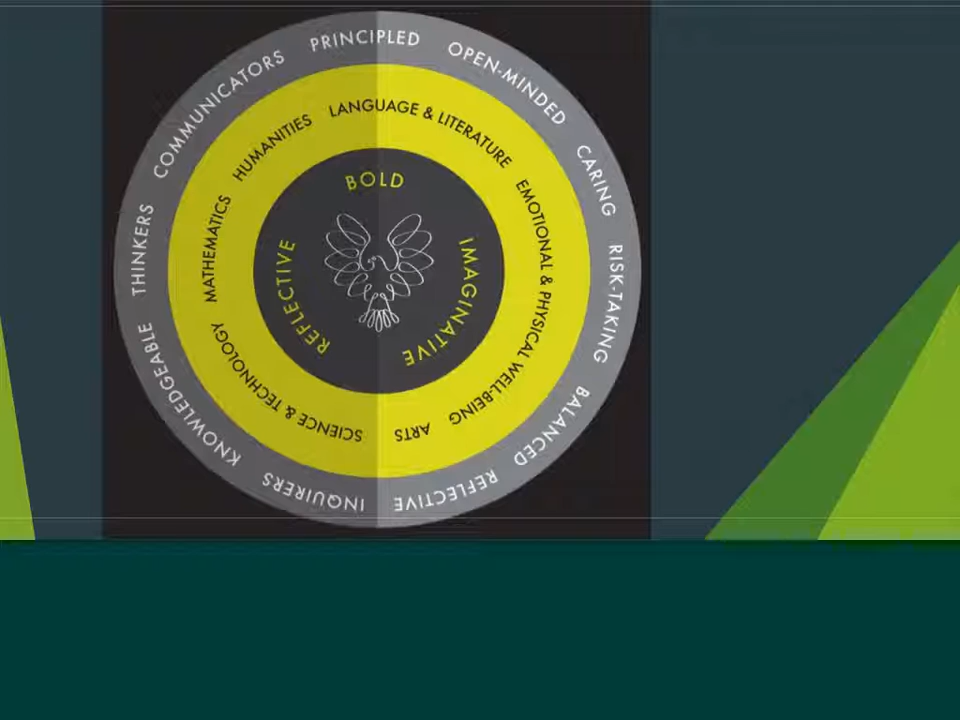 PRINCIPLED
OPEN-MINDED
CARING
RISK-TAKING
BALANCED
REFLECTIVE
INQUIRERS
KNOWLEDGEABLE
THINKERS
COMMUNICATORS
LANGUAGE & LITERATURE
EMOTIONAL & PHYSICAL WELL-BEING
ARTS
SCIENCE & TECHNOLOGY
MATHEMATICS
HUMANITIES
BOLD
IMAGINATIVE
REFLECTIVE